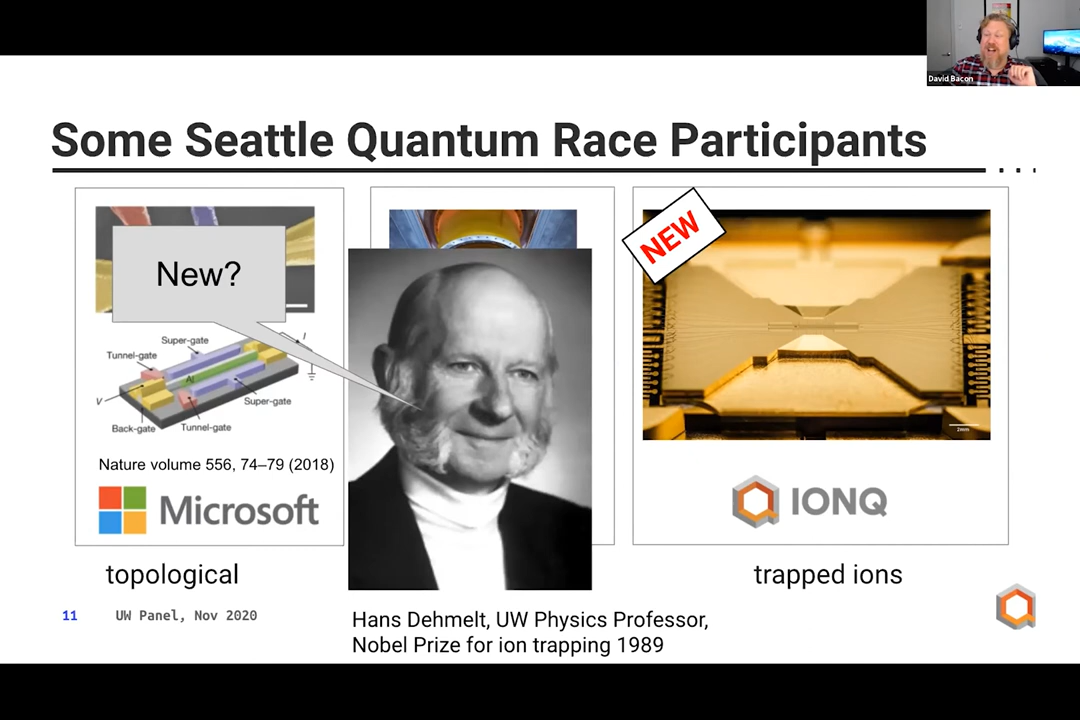 David Bacon
Some Seattle Quantum Race Participants
New?
NEW
Super-gate
Tunnel-gate
I
Al
V
Super-gate
Back-gate
Tunnel-gate
2mm
Nature volume 556, 74–79 (2018)
Microsoft
IONQ
topological
trapped ions
11 UW Panel, Nov 2020
Hans Dehmelt, UW Physics Professor,
Nobel Prize for ion trapping 1989